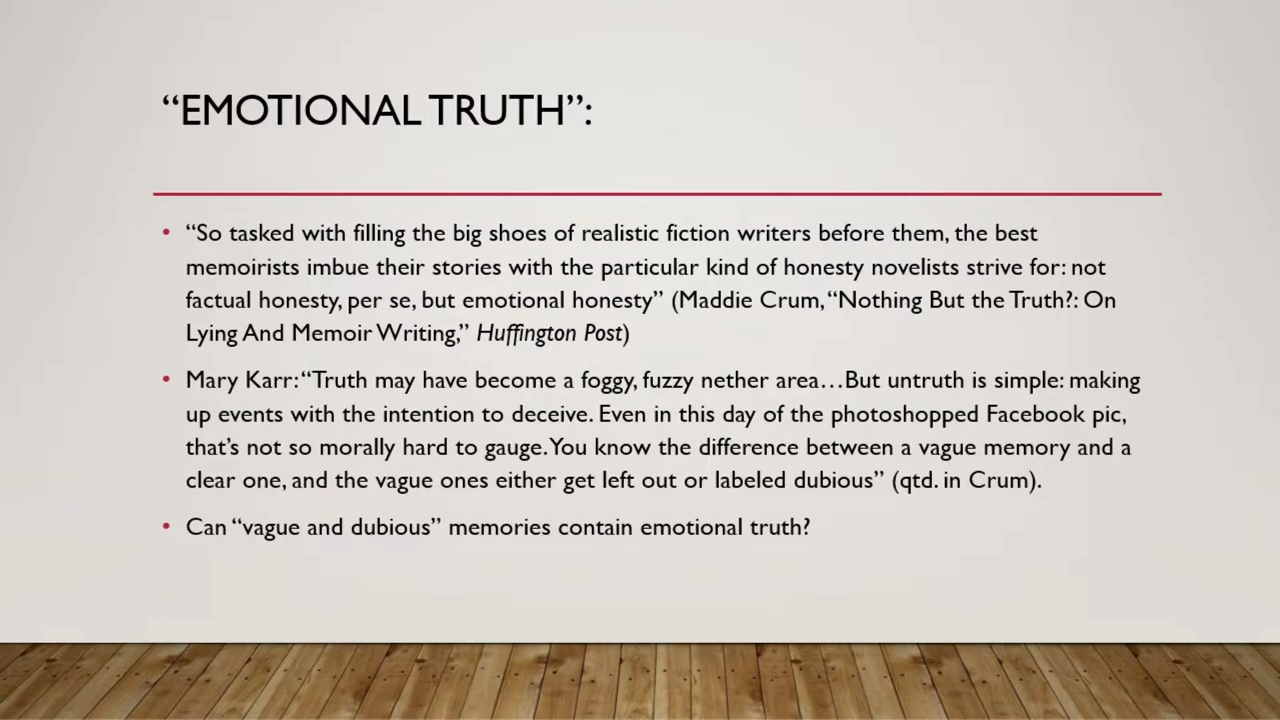 “EMOTIONAL TRUTH”:
• “So tasked with filling the big shoes of realistic fiction writers before them, the best
memoirists imbue their stories with the particular kind of honesty novelists strive for: not
factual honesty, per se, but emotional honesty” (Maddie Crum, “Nothing But the Truth?: On
Lying And Memoir Writing,” Huffington Post)
• Mary Karr: “Truth may have become a foggy, fuzzy nether area…But untruth is simple: making
up events with the intention to deceive. Even in this day of the photoshopped Facebook pic,
that’s not so morally hard to gauge. You know the difference between a vague memory and a
clear one, and the vague ones either get left out or labeled dubious” (qtd. in Crum).
• Can “vague and dubious” memories contain emotional truth?